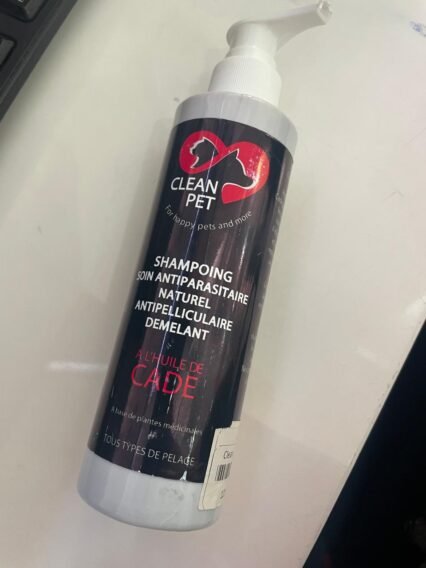 CLEAN
PET
For happy pets and more
SHAMPOING
SOIN ANTIPARASITAIRE
NATUREL
ANTIPELLICULAIRE
DEMELANT
A L'HUILE DE
CADE
A base de plantes médicinales
TOUS TYPES DE PELAGE
Clean